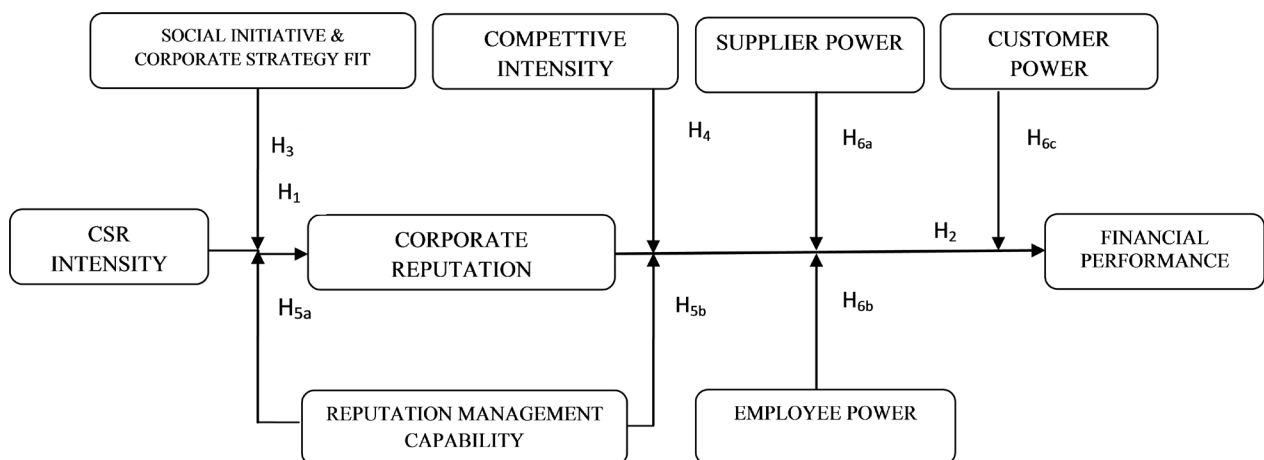 SOCIAL INITIATIVE &
CORPORATE STRATEGY FIT
COMPETTIVE
INTENSITY
SUPPLIER POWER
CUSTOMER
POWER
H3
H4
H6a
H6c
H1
CSR
INTENSITY
CORPORATE
REPUTATION
H2
FINANCIAL
PERFORMANCE
H5a
H5b
H6b
REPUTATION MANAGEMENT
CAPABILITY
EMPLOYEE POWER